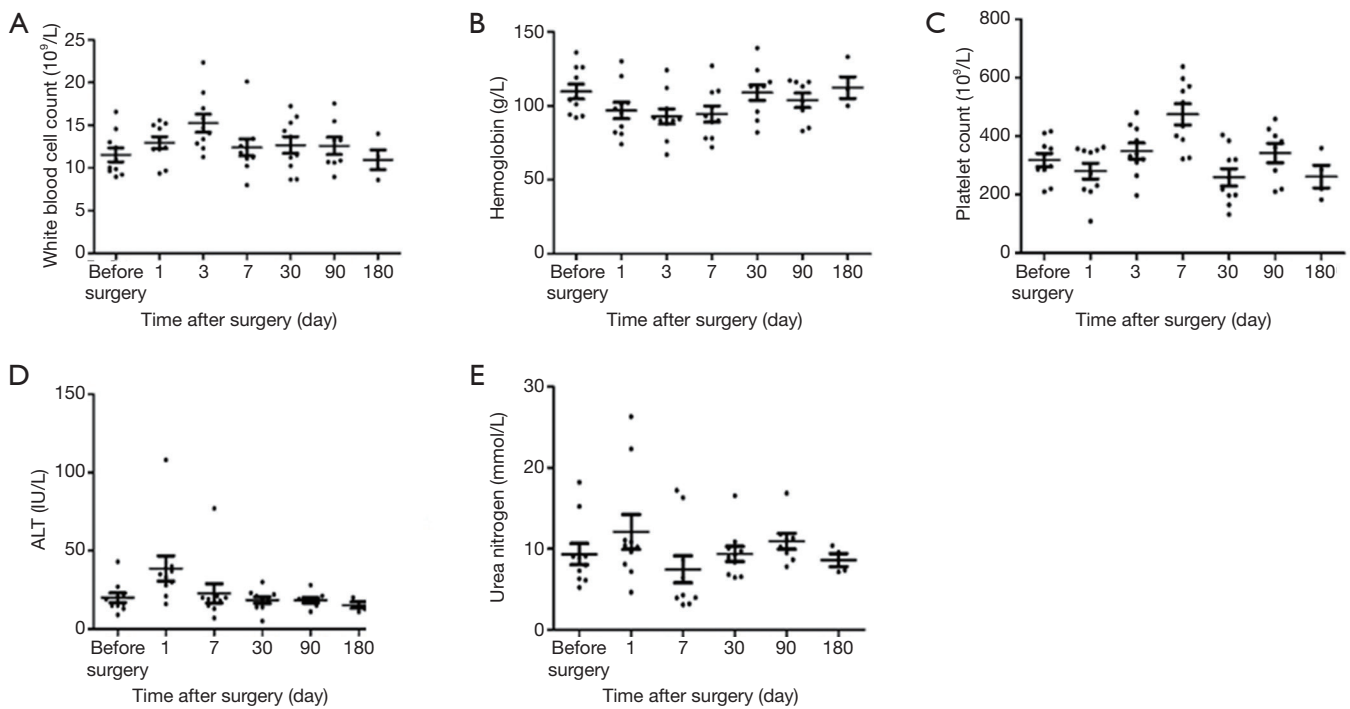 A
White blood cell count (10⁹/L)
25
20
15
10
5
0
Before surgery
1
3
7
30
90
180
Time after surgery (day)
B
Hemoglobin (g/L)
150
100
50
0
Before surgery
1
3
7
30
90
180
Time after surgery (day)
C
Platelet count (10⁹/L)
800
600
400
200
0
Before surgery
1
3
7
30
90
180
Time after surgery (day)
D
ALT (IU/L)
150
100
50
0
Before surgery
1
7
30
90
180
Time after surgery (day)
E
Urea nitrogen (mmol/L)
30
20
10
0
Before surgery
1
7
30
90
180
Time after surgery (day)